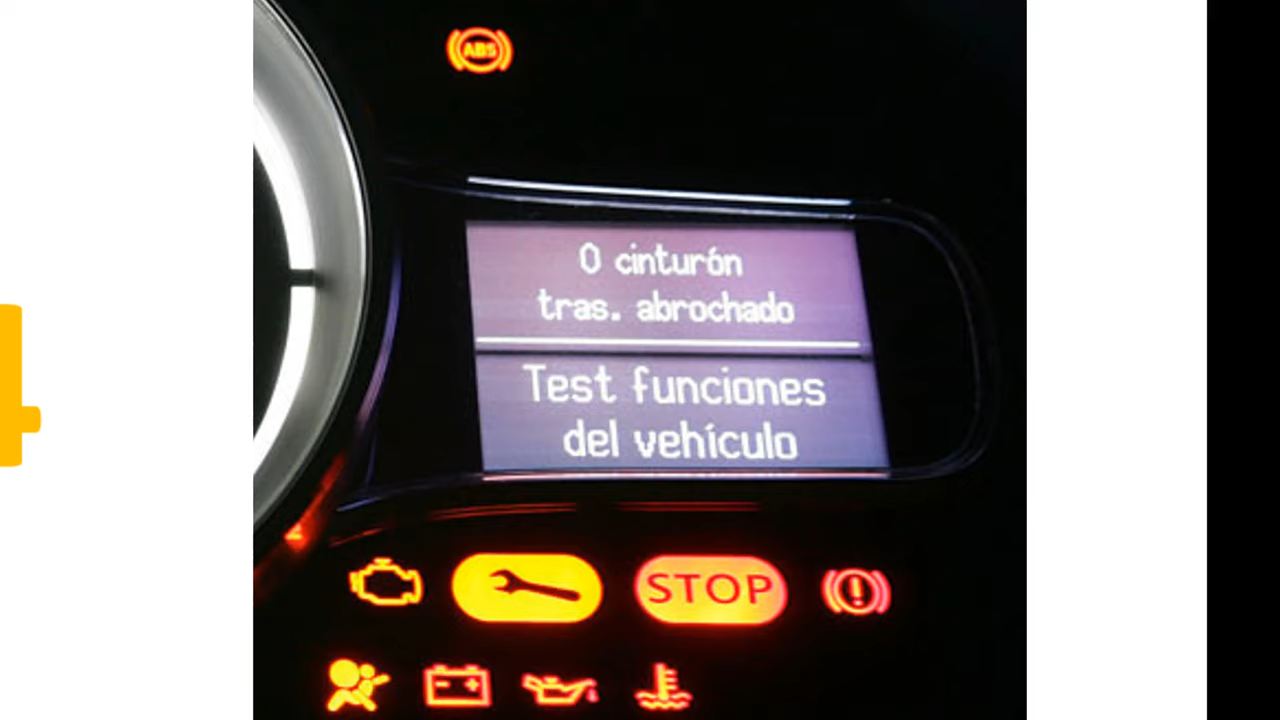 ABS
0 cinturón
tras. abrochado
Test funciones
del vehículo
STOP